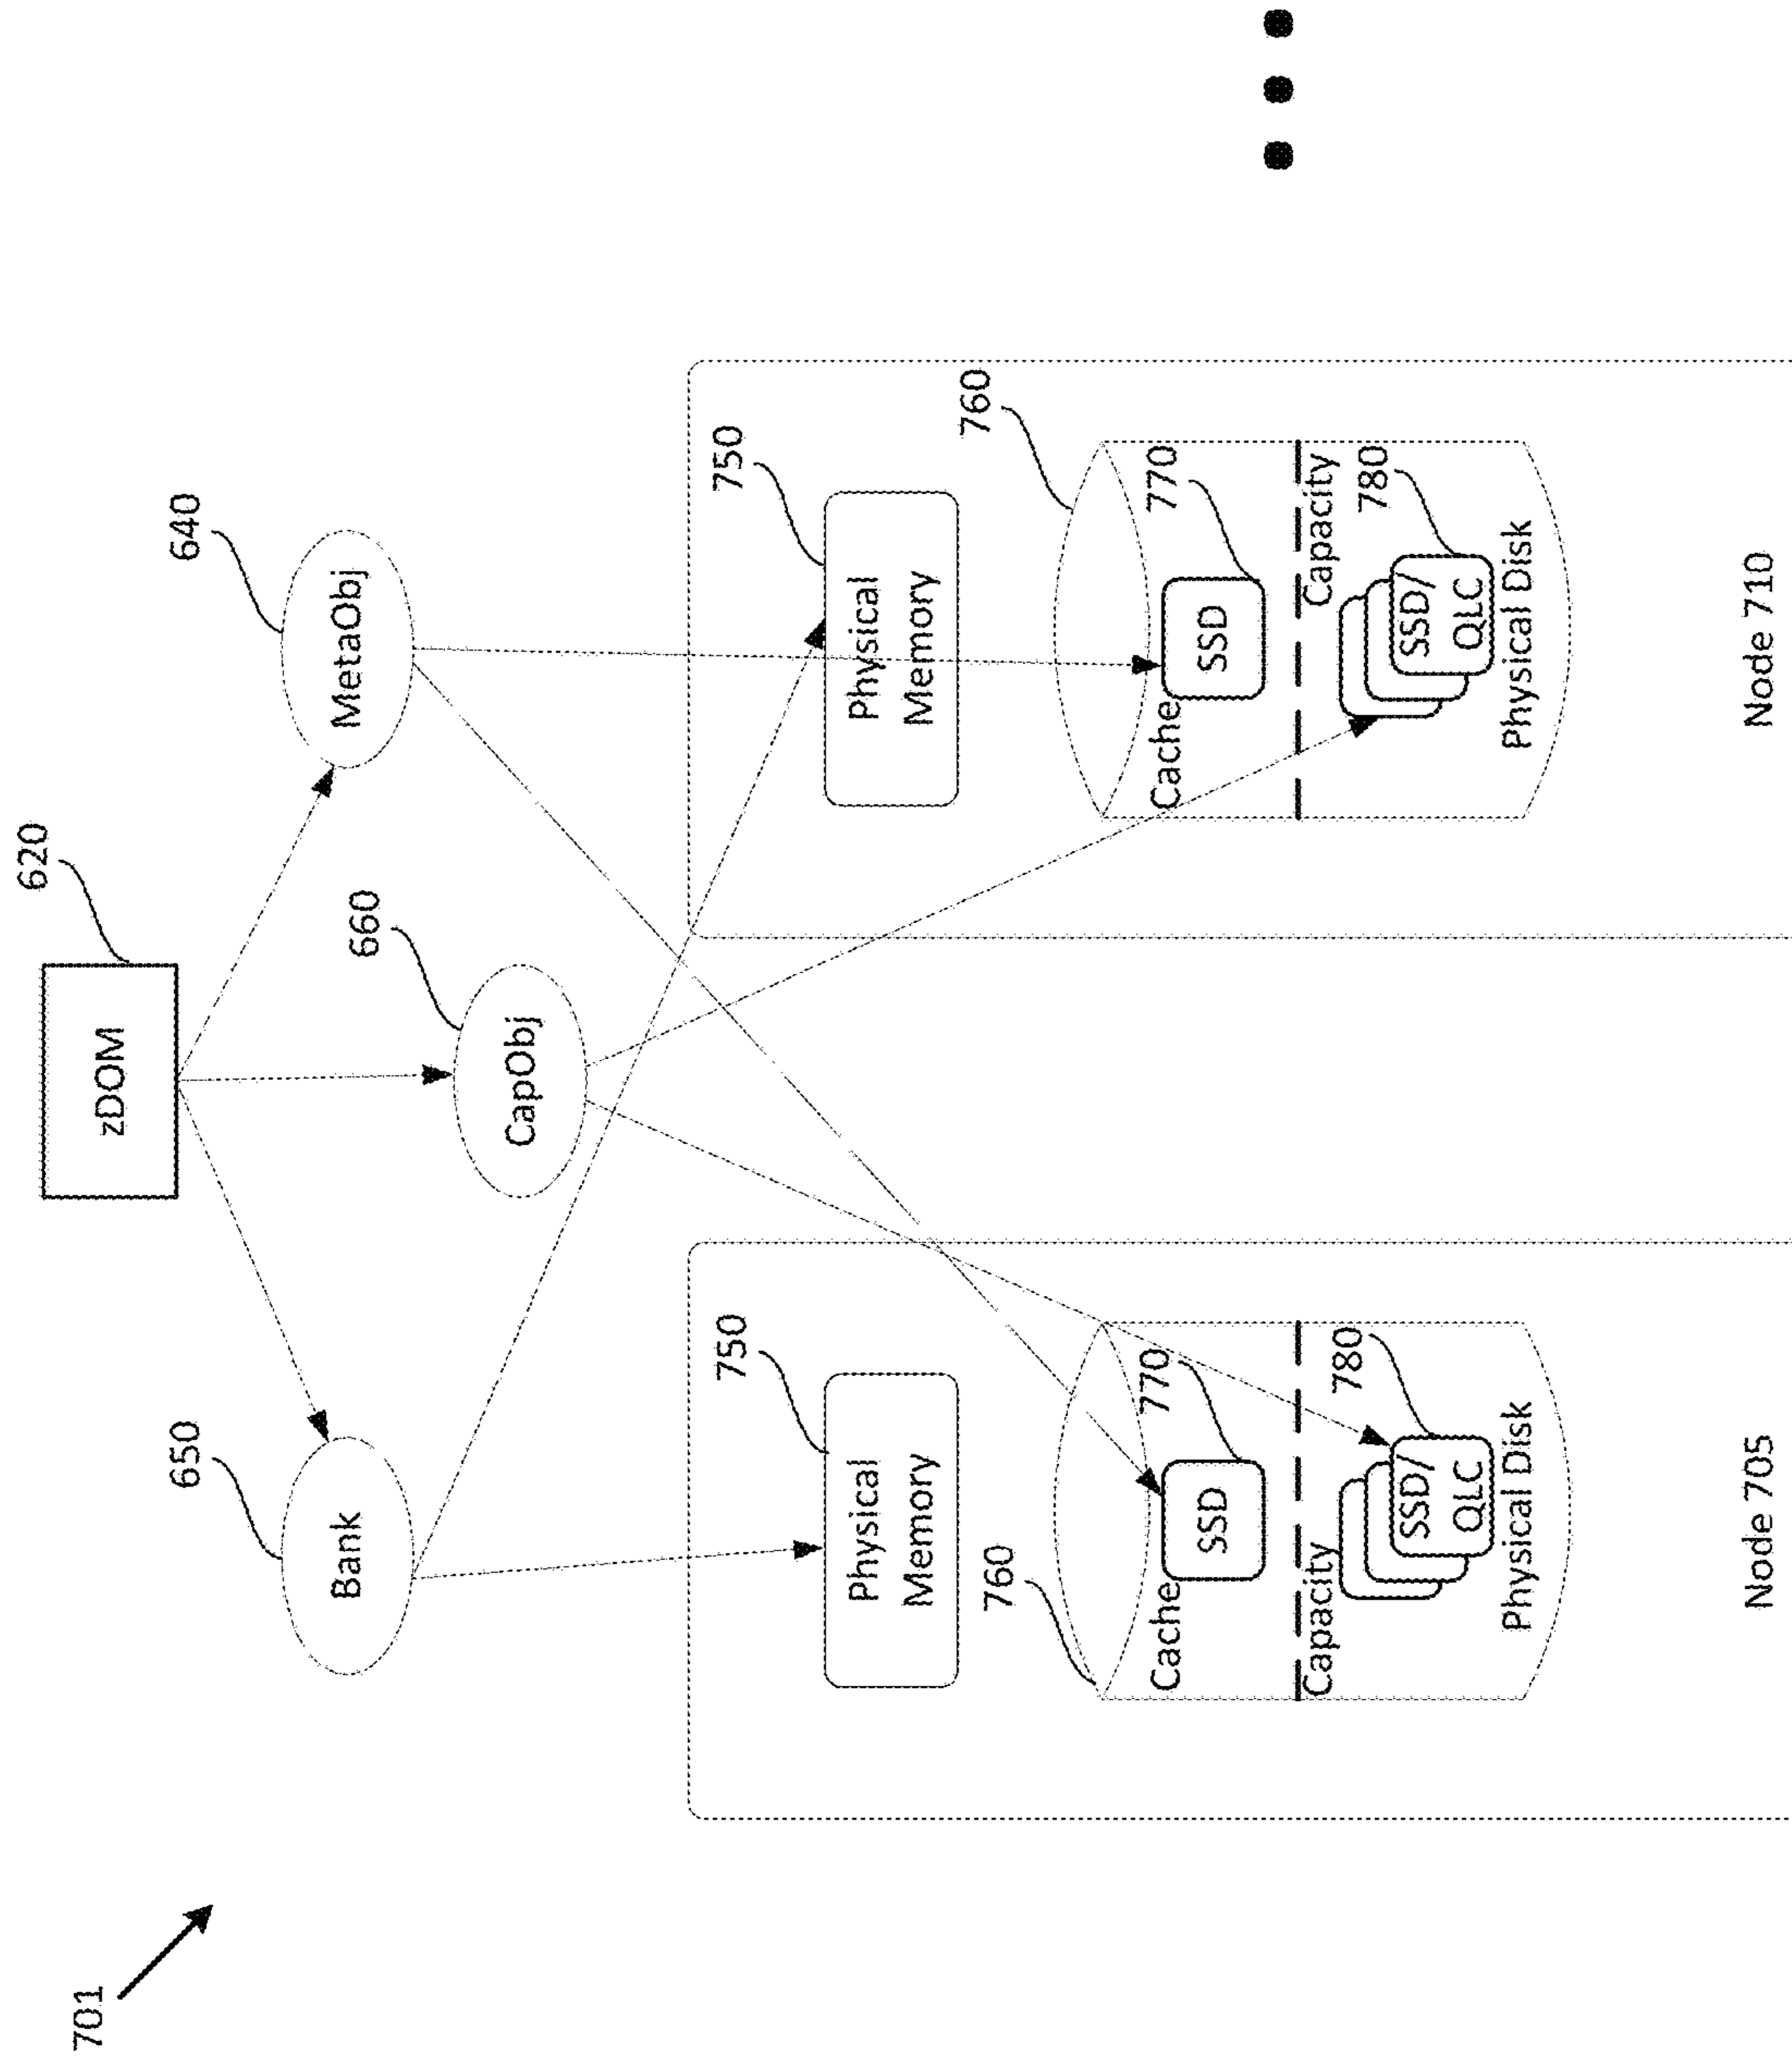 701
zDOM
620
650
Bank
640
MetaObj
660
CapObj
750
Physical
Memory
760
Cache
770
SSD
Capacity
780
SSD/
QLC
Physical Disk
Node 705
750
Physical
Memory
760
Cache
770
SSD
Capacity
780
SSD/
QLC
Physical Disk
Node 710